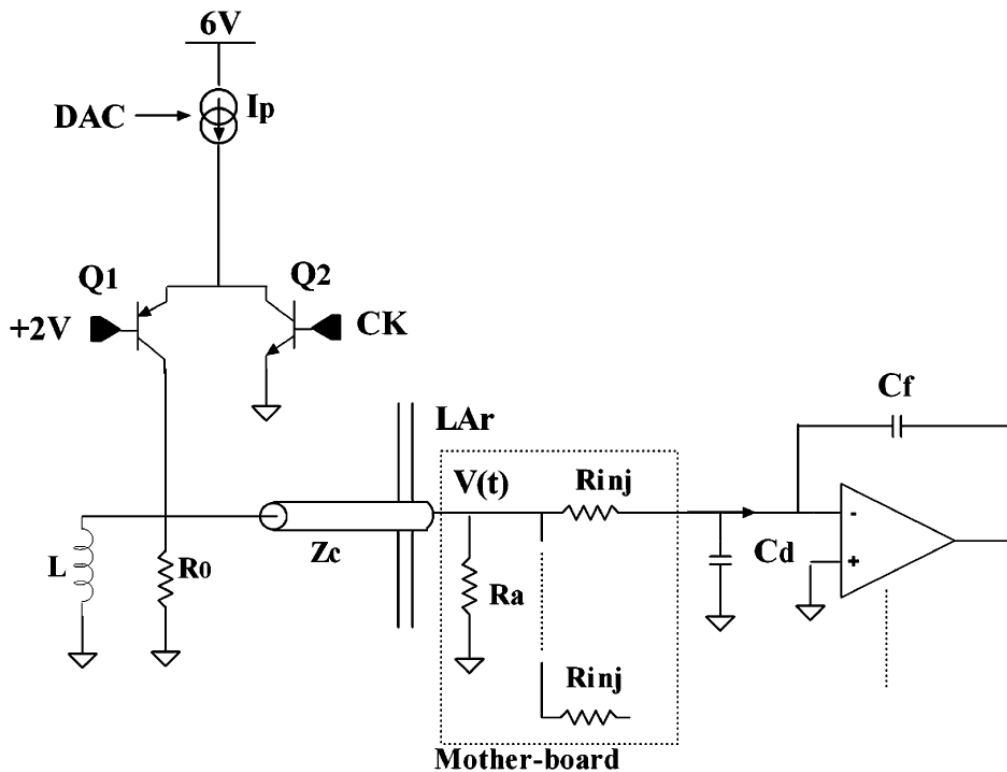 6V
DAC
Ip
Q1
Q2
+2V
CK
Cf
LAr
V(t)
Rinj
-
+
L
R0
Zc
Ra
Cd
Rinj
Mother-board